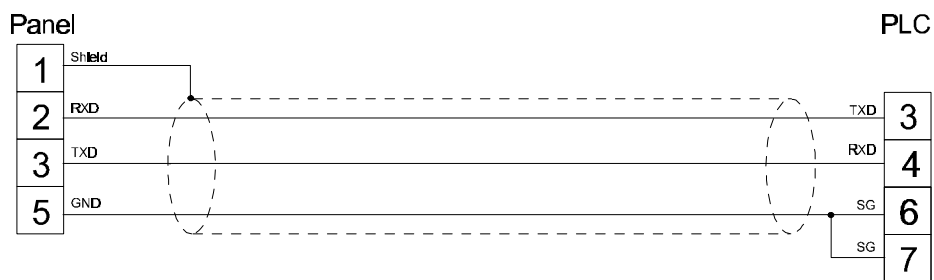 Panel
PLC
1 Shield
2 RXD TXD 3
3 TXD RXD 4
5 GND SG 6
SG 7